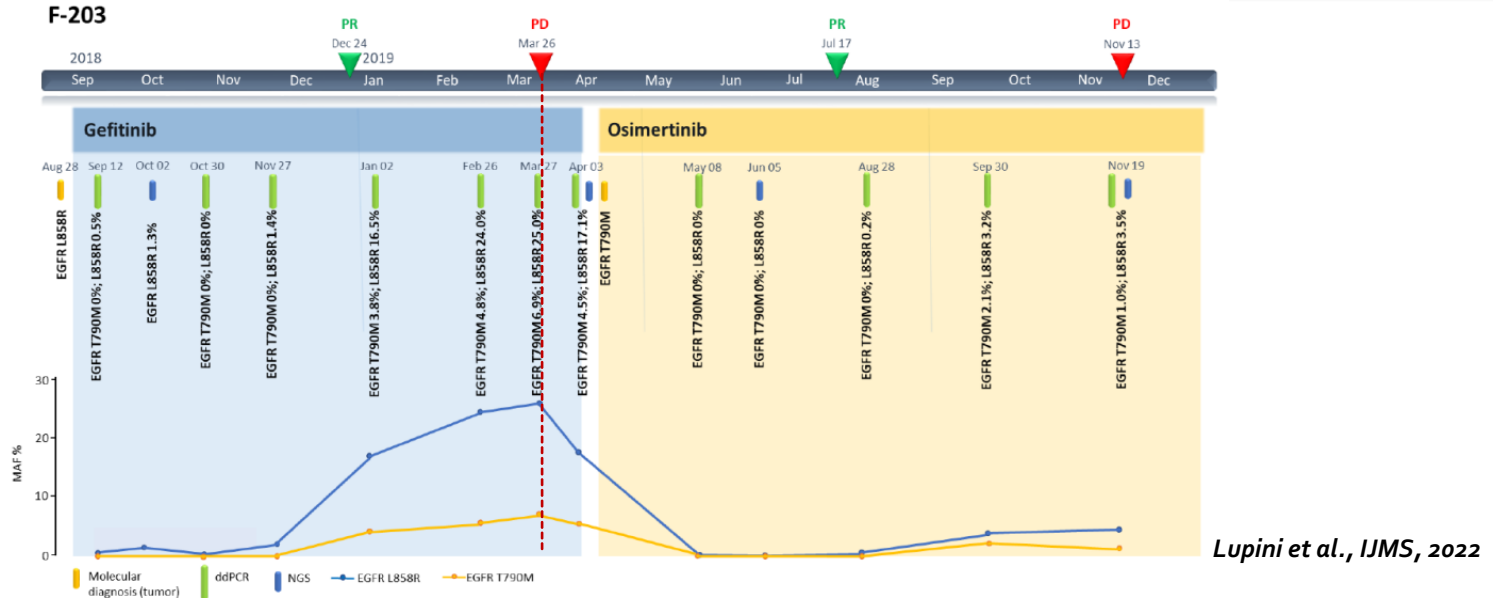 F-203
PR
PD
PR
PD
Dec 24
Mar 26
Jul 17
Nov 13
2018
2019
Sep Oct Nov Dec Jan Feb Mar Apr May Jun Jul Aug Sep Oct Nov Dec
Gefitinib
Osimertinib
Aug 28 Sep 12 Oct 02 Oct 30 Nov 27 Jan 02 Feb 26 Mar 27 Apr 03 May 08 Jun 05 Aug 28 Sep 30 Nov 19
EGFR L858R
EGFR T790M 0%; L858R 0.5%
EGFR L858R 1.3%
EGFR T790M 0%; L858R 0%
EGFR T790M 0%; L858R 1.4%
EGFR T790M 3.8%; L858R 16.5%
EGFR T790M 4.8%; L858R 24.0%
EGFR T790M 6.9%; L858R 25.0%
EGFR T790M 4.5%; L858R 17.1%
EGFR T790M
EGFR T790M 0%; L858R 0%
EGFR T790M 0%; L858R 0%
EGFR T790M 0%; L858R 0.2%
EGFR T790M 2.1%; L858R 3.2%
EGFR T790M 1.0%; L858R 3.5%
30
20
10
0
MAF %
Molecular
diagnosis (tumor)
ddPCR
NGS
EGFR L858R
EGFR T790M
Lupini et al., IJMS, 2022